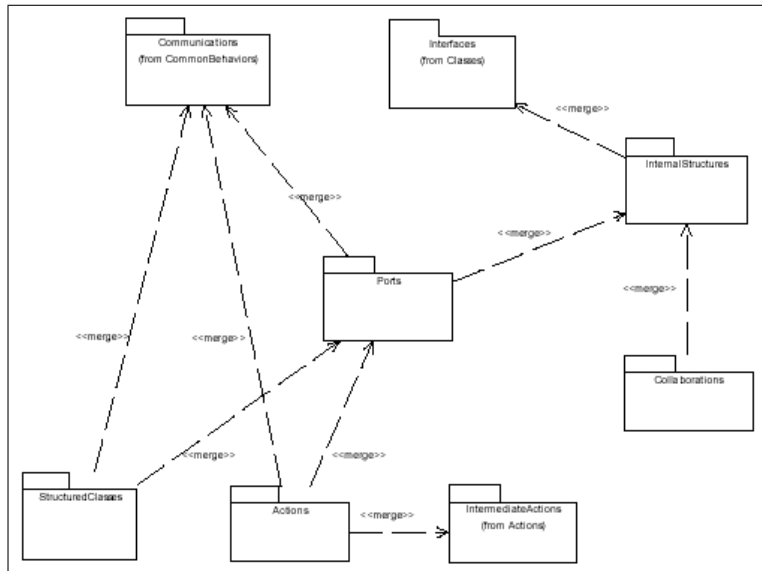 Communications
(from CommonBehaviors)
Interfaces
(from Classes)
<<merge>>
InternalStructures
<<merge>>
<<merge>>
Ports
<<merge>>
<<merge>>
<<merge>>
Collaborations
<<merge>>
<<merge>>
StructuredClasses
Actions
<<merge>>
IntermediateActions
(from Actions)